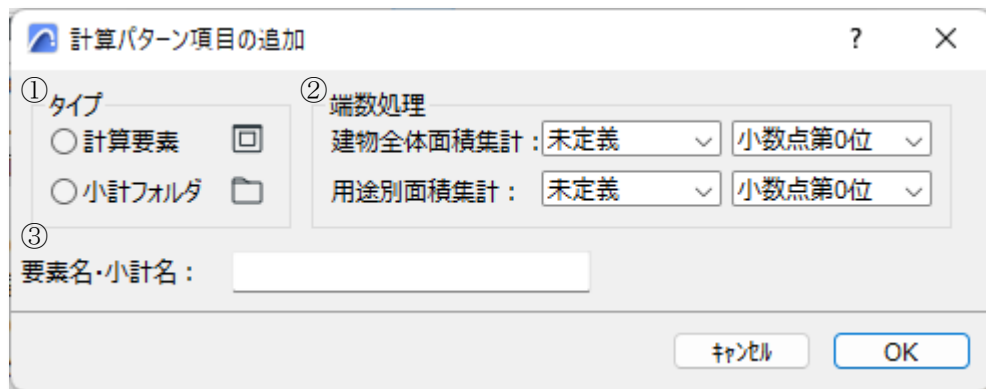 計算パターン項目の追加 ?
① タイプ
計算要素
小計フォルダ
② 端数処理
建物全体面積集計： 未定義 小数点第0位
用途別面積集計： 未定義 小数点第0位
③
要素名・小計名：
ｷｬﾝｾﾙ OK